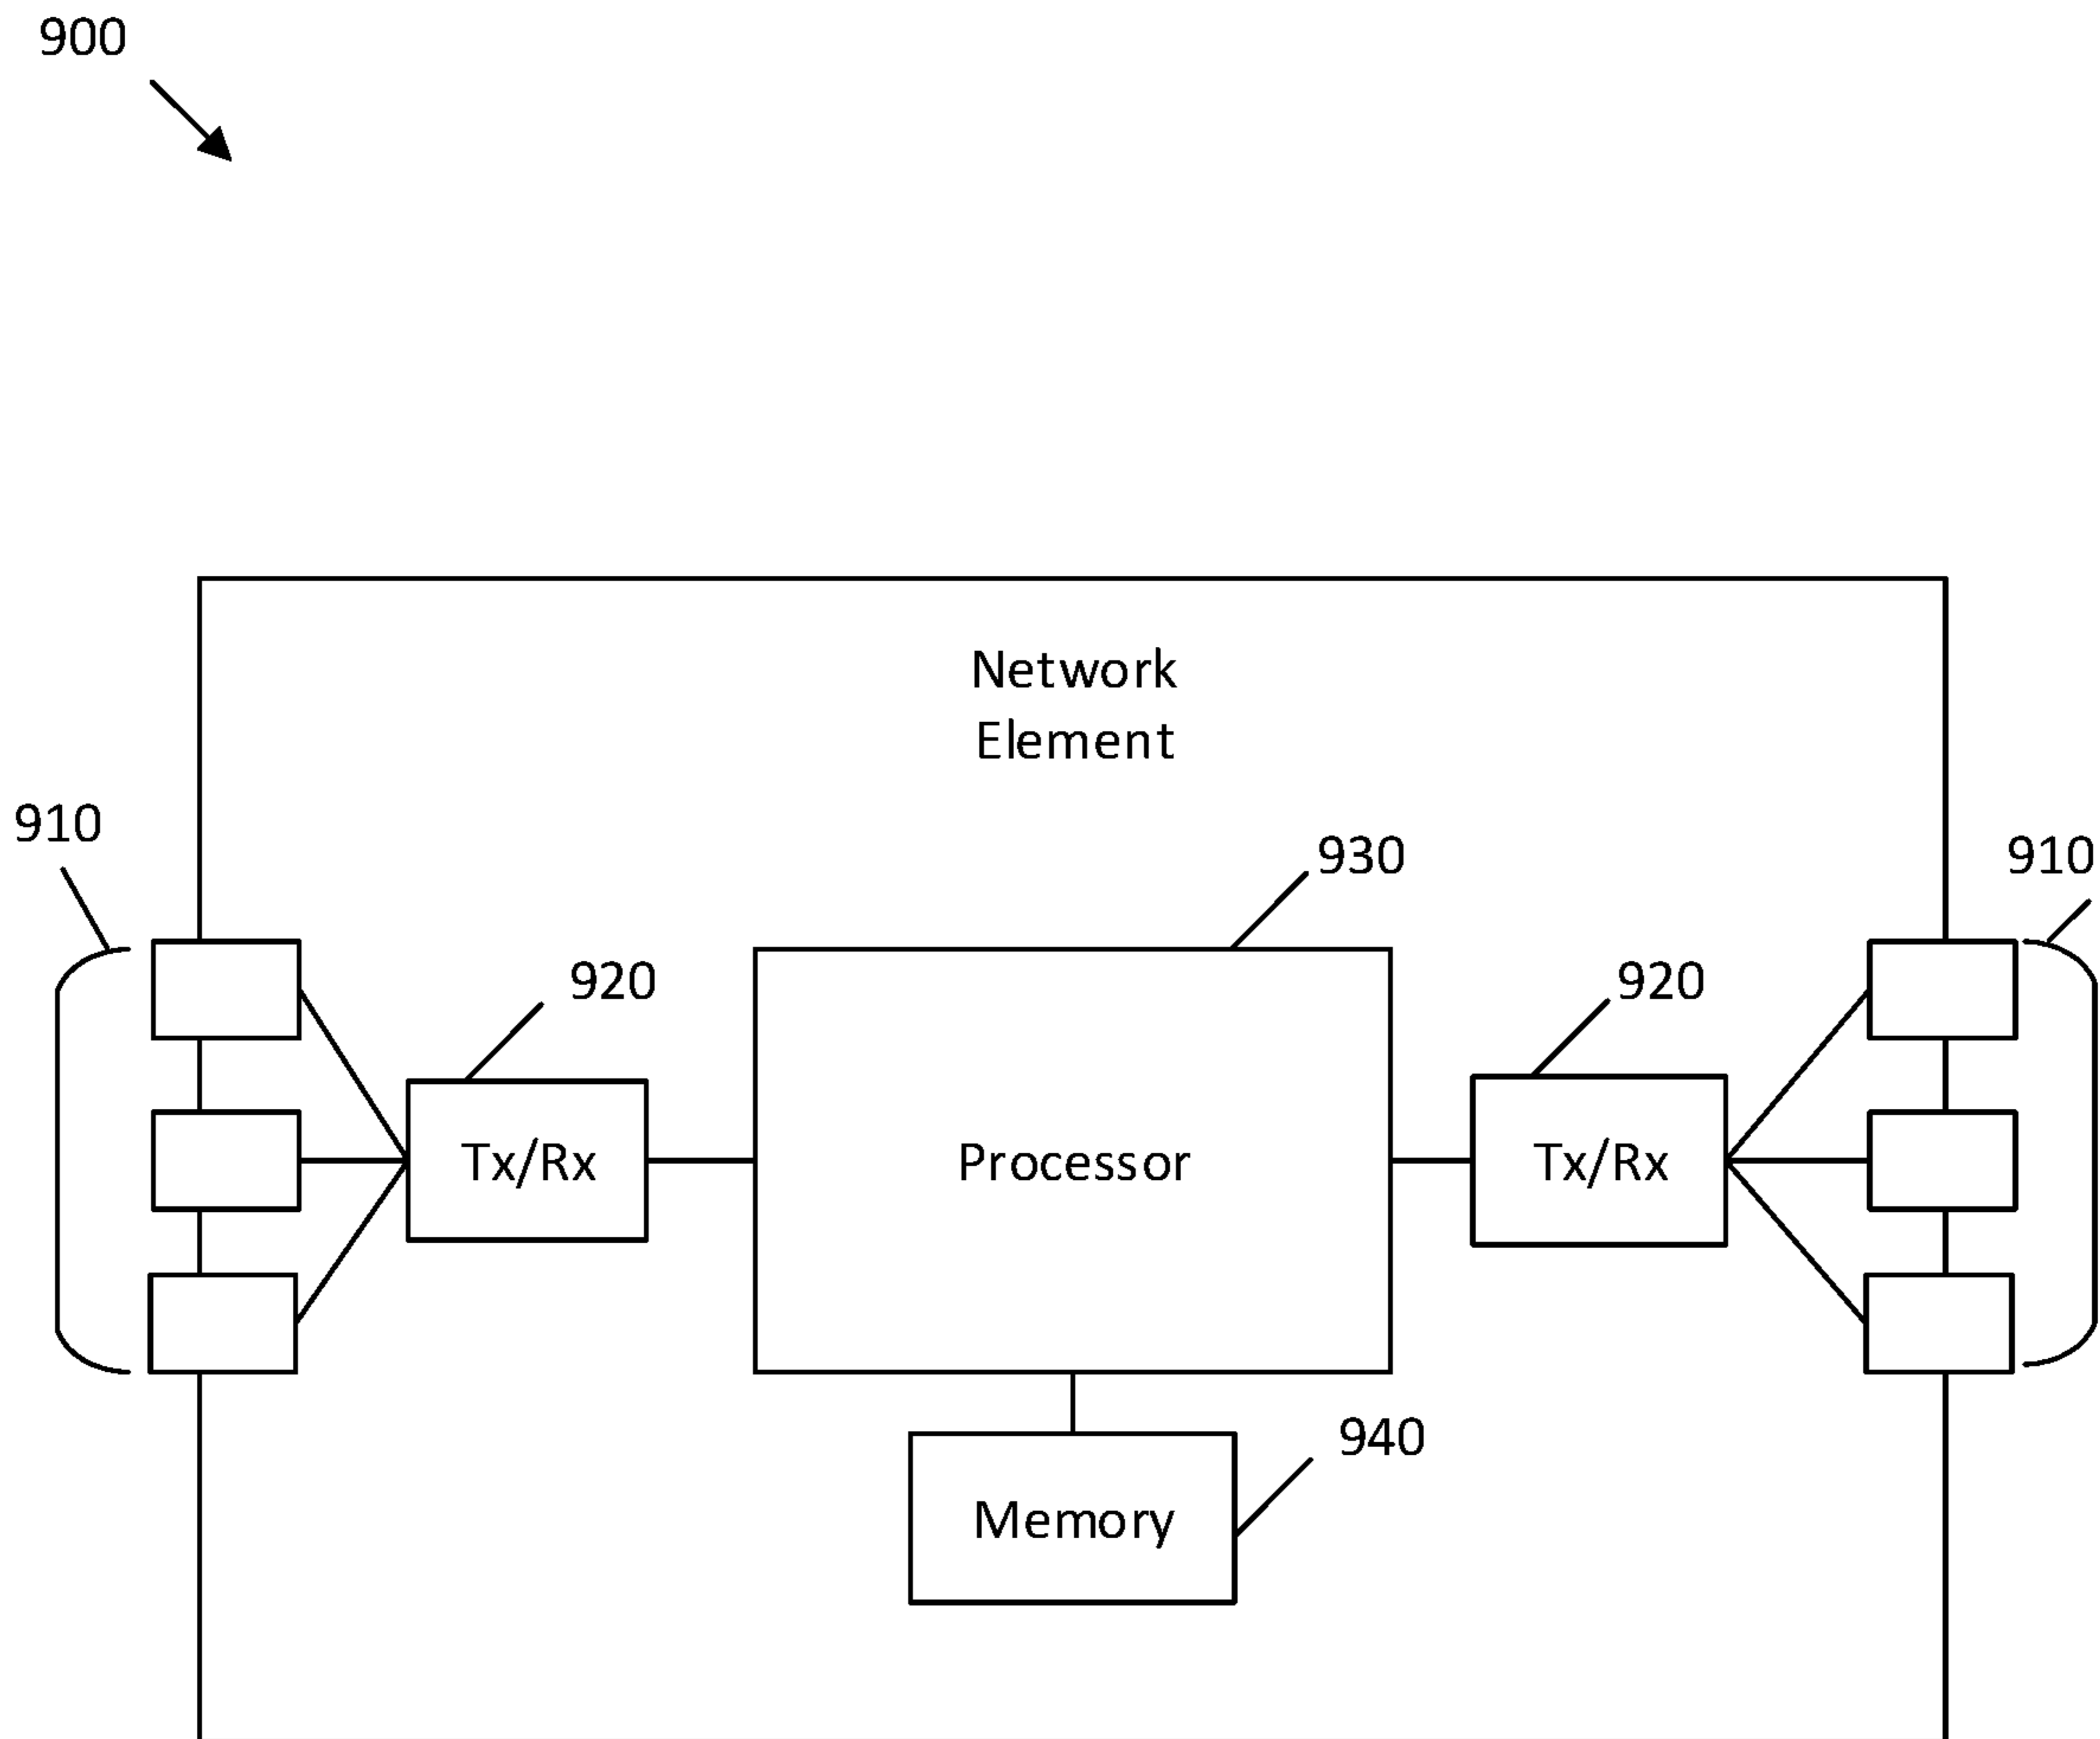 900
Network
Element
910
930
910
920
920
Tx/Rx
Processor
Tx/Rx
940
Memory